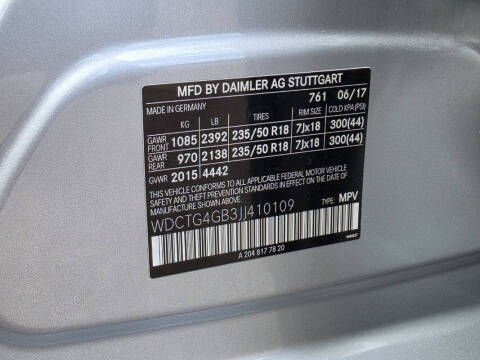 MFD BY DAIMLER AG STUTTGART
761 06/17
MADE IN GERMANY
KG LB TIRES RIM SIZE COLD KPA (PSI)
GAWR FRONT 1085 2392 235/50 R18 7Jx18 300(44)
GAWR REAR 970 2138 235/50 R18 7Jx18 300(44)
GVWR 2015 4442
THIS VEHICLE CONFORMS TO ALL APPLICABLE FEDERAL MOTOR VEHICLE
SAFETY AND THEFT PREVENTION STANDARDS IN EFFECT ON THE DATE
OF MANUFACTURE SHOWN ABOVE.
WDCTG4GB3JJ410109
TYPE: MPV
A 204 817 78 20